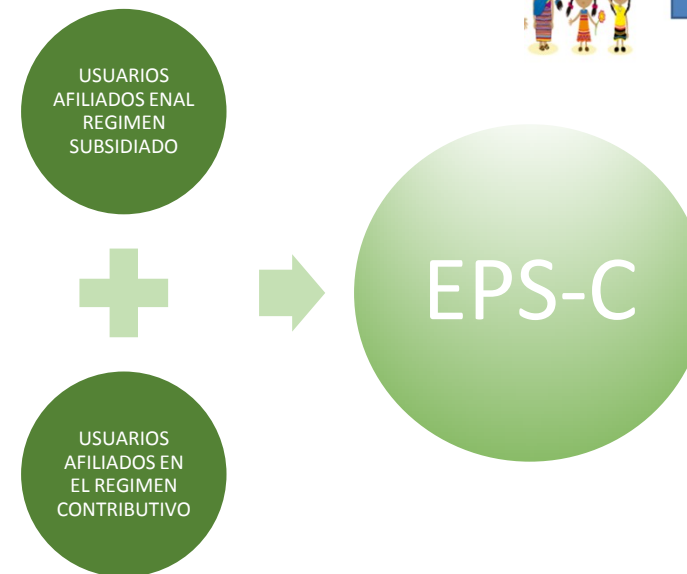 USUARIOS
AFILIADOS ENAL
REGIMEN
SUBSIDIADO
EPS-C
USUARIOS
AFILIADOS EN
EL REGIMEN
CONTRIBUTIVO